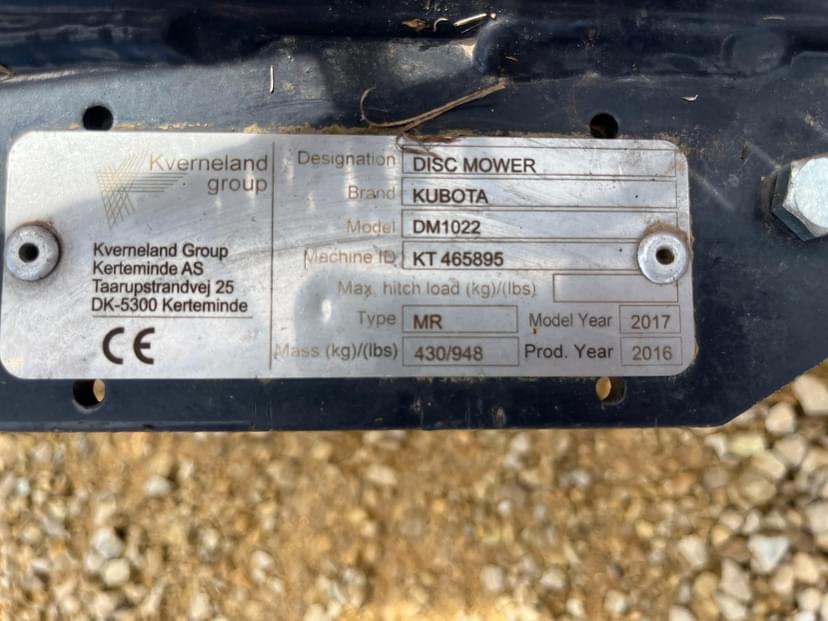 Kverneland
group
Kverneland Group
Kerteminde AS
Taarupstrandvej 25
DK-5300 Kerteminde
CE
Designation DISC MOWER
Brand KUBOTA
Model DM1022
Machine ID KT 465895
Max. hitch load (kg)/(lbs)
Type MR Model Year 2017
Mass (kg)/(lbs) 430/948 Prod. Year 2016